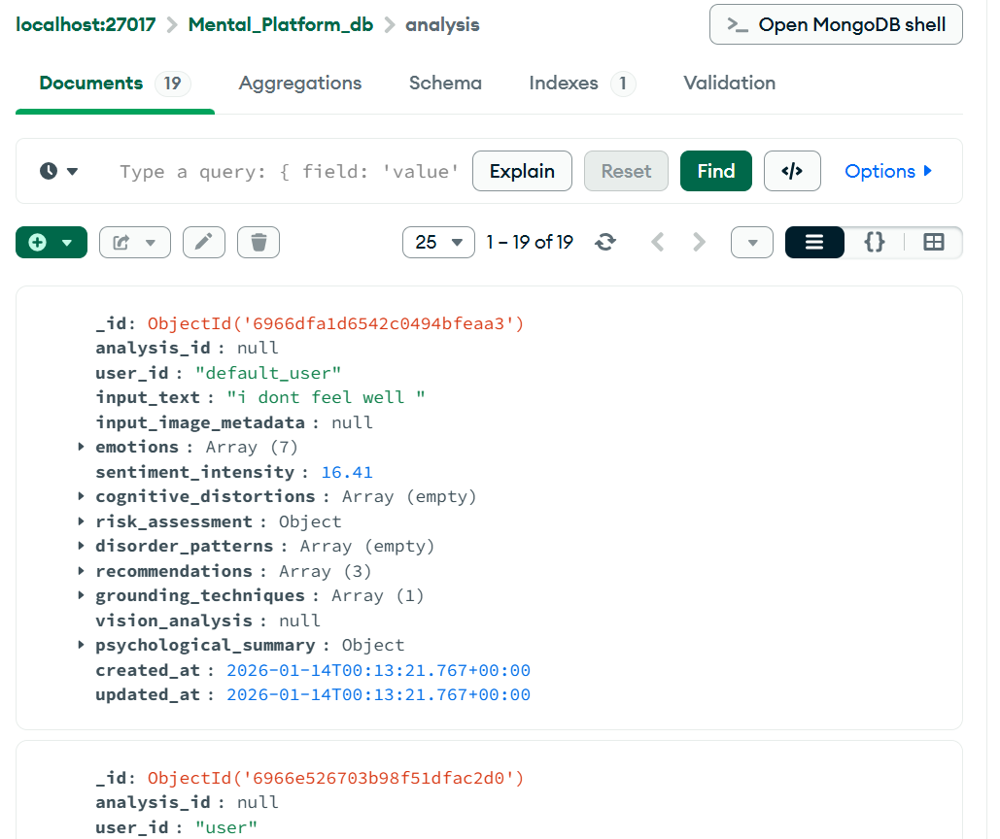 localhost:27017 > Mental_Platform_db > analysis
>_ Open MongoDB shell
Documents 19 Aggregations Schema Indexes 1 Validation
Type a query: { field: 'value' Explain Reset Find </> Options
25 1 – 19 of 19 {}
_id: ObjectId('6966dfa1d6542c0494bfeaa3')
analysis_id : null
user_id : "default_user"
input_text : "i dont feel well "
input_image_metadata : null
emotions : Array (7)
sentiment_intensity : 16.41
cognitive_distortions : Array (empty)
risk_assessment : Object
disorder_patterns : Array (empty)
recommendations : Array (3)
grounding_techniques : Array (1)
vision_analysis : null
psychological_summary : Object
created_at : 2026-01-14T00:13:21.767+00:00
updated_at : 2026-01-14T00:13:21.767+00:00
_id: ObjectId('6966e526703b98f51dfac2d0')
analysis_id : null
user_id : "user"